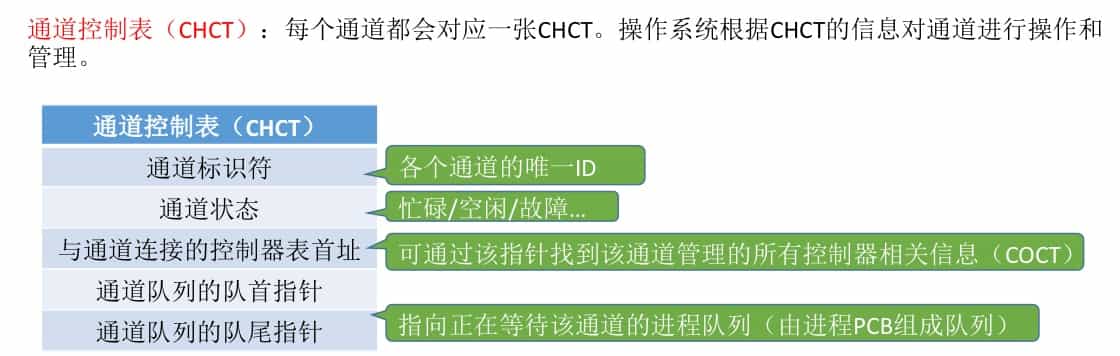 通道控制表（CHCT）：每个通道都会对应一张CHCT。操作系统根据CHCT的信息对通道进行操作和
管理。
通道控制表（CHCT）
通道标识符
各个通道的唯一ID
通道状态
忙碌/空闲/故障...
与通道连接的控制器表首址
可通过该指针找到该通道管理的所有控制器相关信息（COCT）
通道队列的队首指针
通道队列的队尾指针
指向正在等待该通道的进程队列（由进程PCB组成队列）